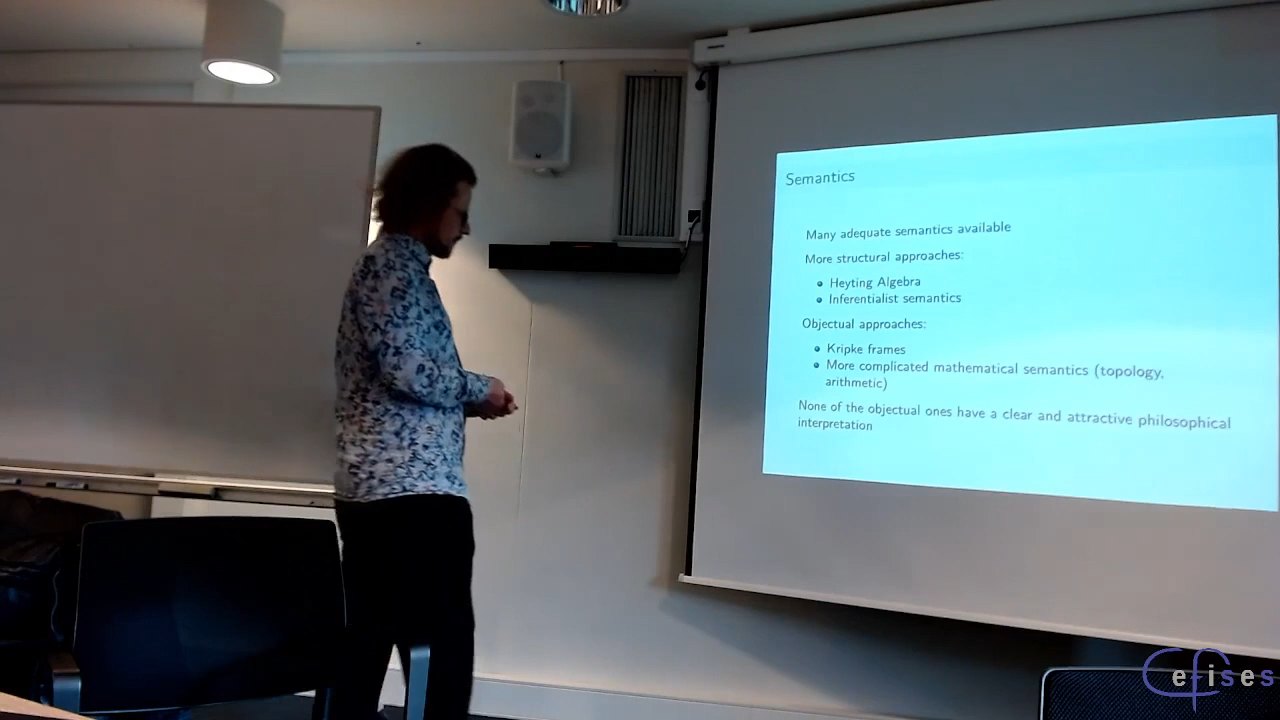 Semantics
Many adequate semantics available
More structural approaches:
Heyting Algebra
Inferentialist semantics
Objectual approaches:
Kripke frames
More complicated mathematical semantics (topology,
arithmetic)
None of the objectual ones have a clear and attractive philosophical
interpretation
Cefises